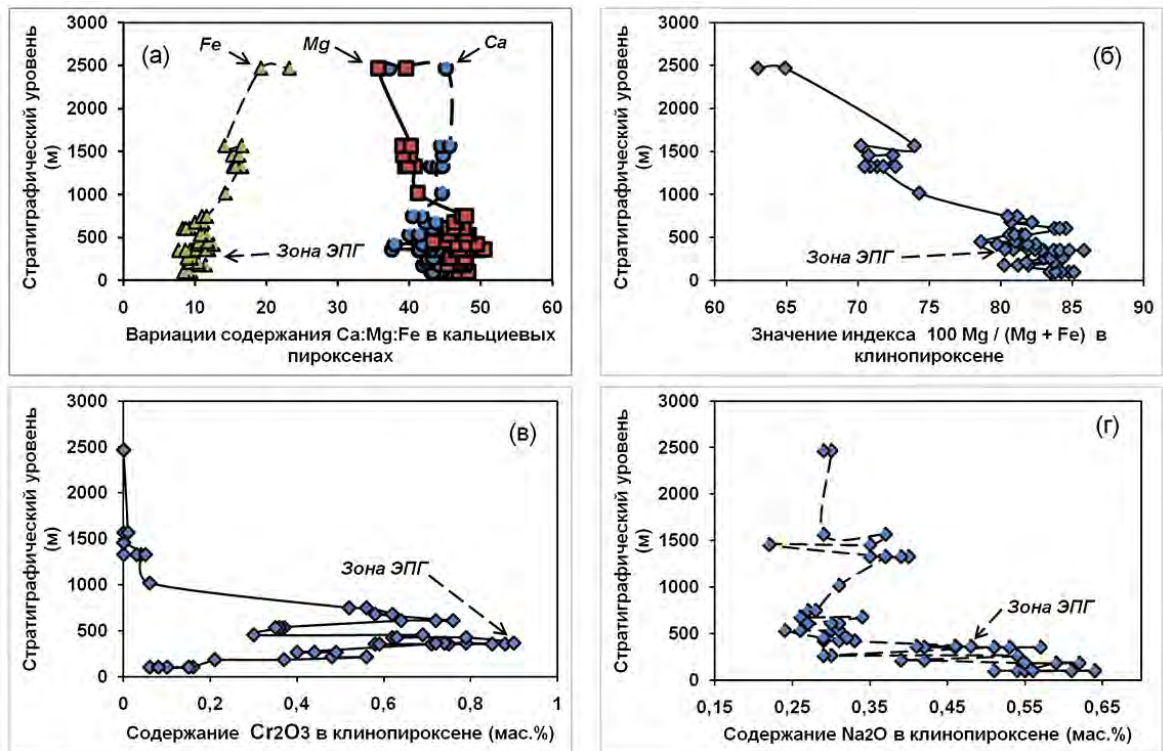 (а)
Fe
Mg
Ca
Зона ЭПГ
3000
2500
2000
1500
1000
500
0
Стратиграфический уровень
(м)
0 10 20 30 40 50 60
Вариации содержания Ca:Mg:Fe в кальциевых
пироксенах
(б)
Зона ЭПГ
3000
2500
2000
1500
1000
500
0
Стратиграфический уровень
(м)
60 65 70 75 80 85 90
Значение индекса 100 Mg / (Mg + Fe) в
клинопироксене
(в)
Зона ЭПГ
3000
2500
2000
1500
1000
500
0
Стратиграфический уровень
(м)
0 0,2 0,4 0,6 0,8 1
Содержание Cr2O3 в клинопироксене (мас.%)
(г)
Зона ЭПГ
3000
2500
2000
1500
1000
500
0
Стратиграфический уровень
(м)
0,15 0,25 0,35 0,45 0,55 0,65
Содержание Na2O в клинопироксене (мас.%)